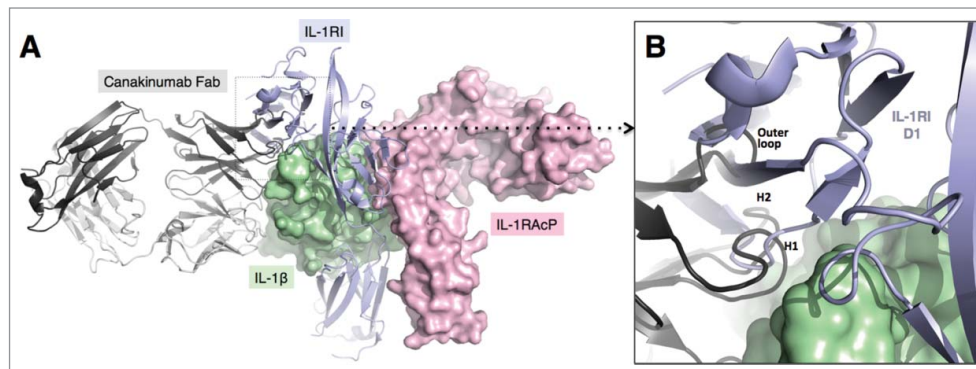 A
IL-1RI
Canakinumab Fab
IL-1RAcP
IL-1β
B
IL-1RI
D1
Outer
loop
H2
H1